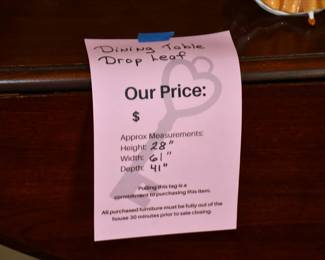 Dining Table
Drop Leaf
Our Price:
$
Approx Measurements:
Height: 28"
Width: 61"
Depth: 41"
Pulling this tag is a
commitment to purchasing this item.
All purchased furniture must be fully out of the
house 30 minutes prior to sale closing.